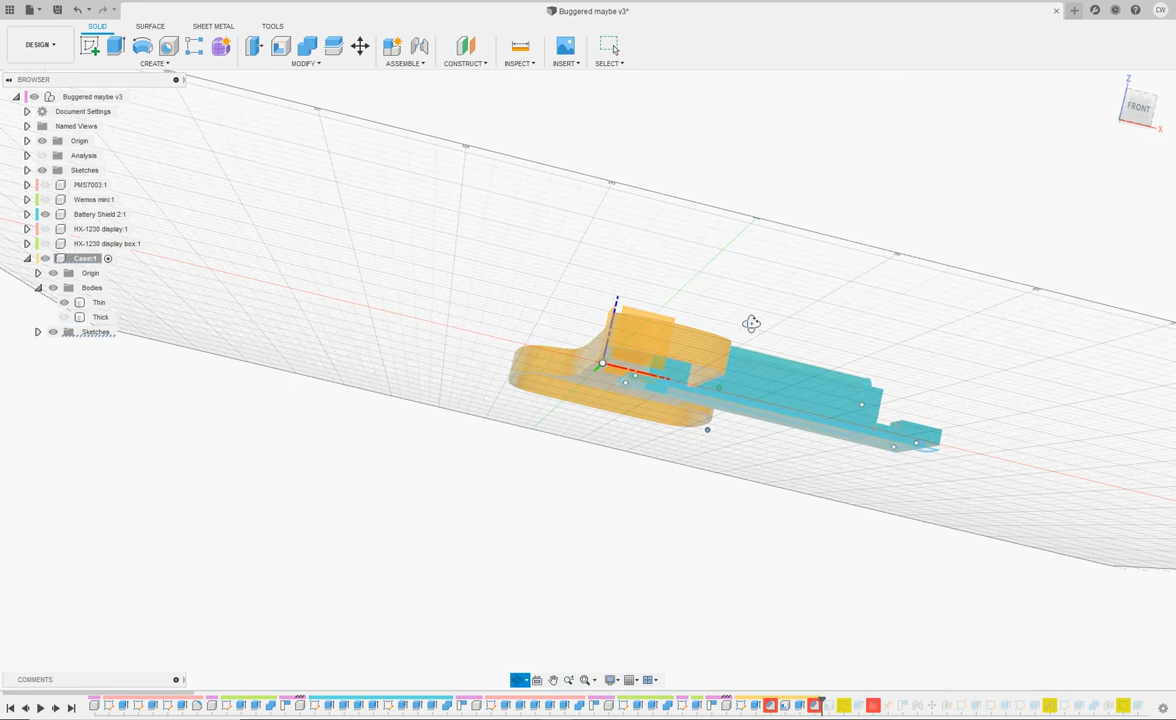 Buggered maybe v3*
CW
SOLID
SURFACE
SHEET METAL
TOOLS
DESIGN
CREATE
MODIFY
ASSEMBLE
CONSTRUCT
INSPECT
INSERT
SELECT
BROWSER
Buggered maybe v3
Document Settings
Named Views
Origin
Analysis
Sketches
PMS7003:1
Wemos mini:1
Battery Shield 2:1
HX-1230 display:1
HX-1230 display box:1
Case:1
Origin
Bodies
Thin
Thick
Sketches
Z
FRONT
X
COMMENTS